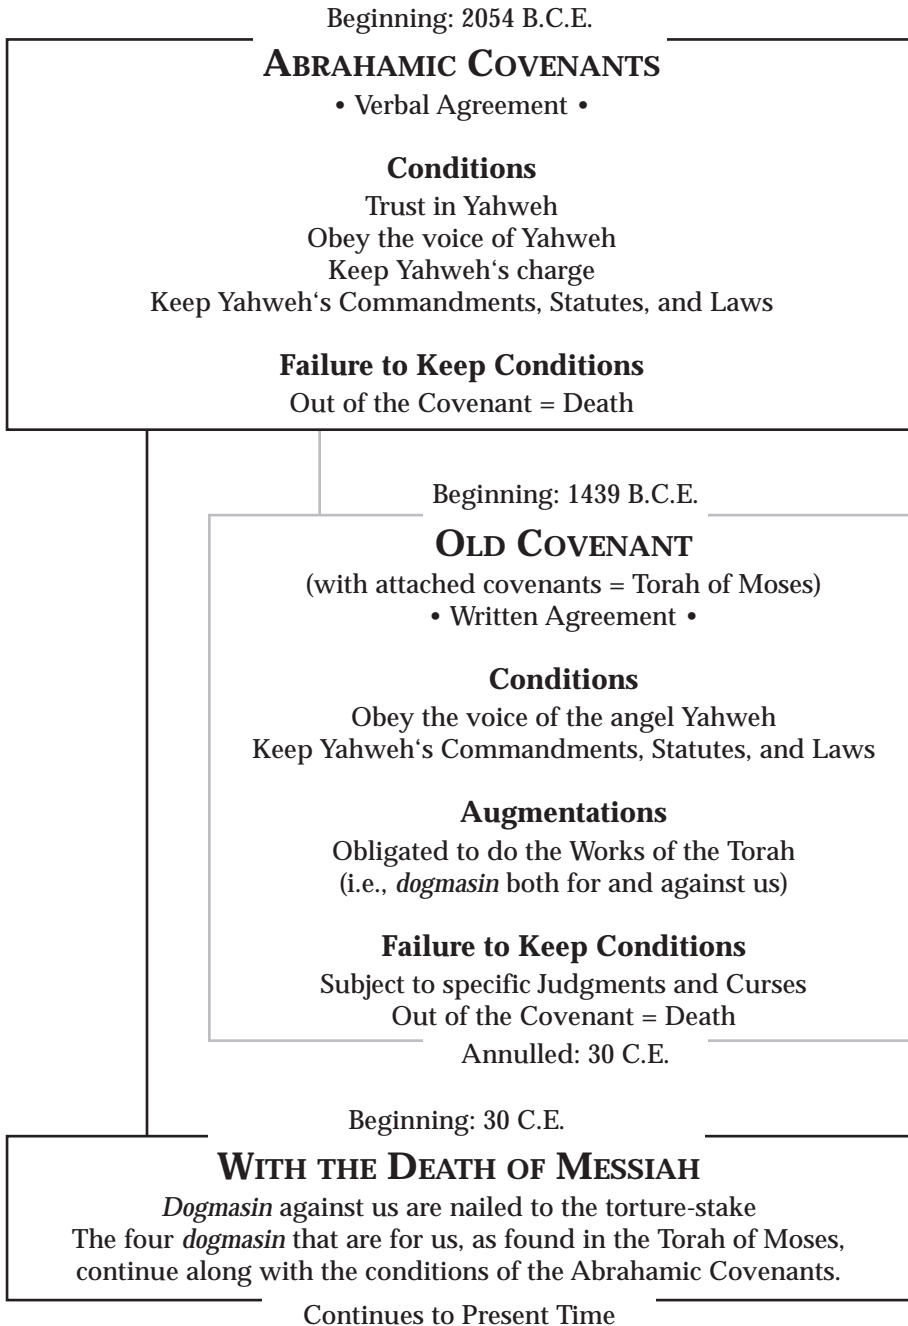 Beginning: 2054 B.C.E.
ABRAHAMIC COVENANTS
• Verbal Agreement •
Conditions
Trust in Yahweh
Obey the voice of Yahweh
Keep Yahweh‘s charge
Keep Yahweh‘s Commandments, Statutes, and Laws
Failure to Keep Conditions
Out of the Covenant = Death
Beginning: 1439 B.C.E.
OLD COVENANT
(with attached covenants = Torah of Moses)
• Written Agreement •
Conditions
Obey the voice of the angel Yahweh
Keep Yahweh‘s Commandments, Statutes, and Laws
Augmentations
Obligated to do the Works of the Torah
(i.e., dogmasin both for and against us)
Failure to Keep Conditions
Subject to specific Judgments and Curses
Out of the Covenant = Death
Annulled: 30 C.E.
Beginning: 30 C.E.
WITH THE DEATH OF MESSIAH
Dogmasin against us are nailed to the torture-stake
The four dogmasin that are for us, as found in the Torah of Moses,
continue along with the conditions of the Abrahamic Covenants.
Continues to Present Time